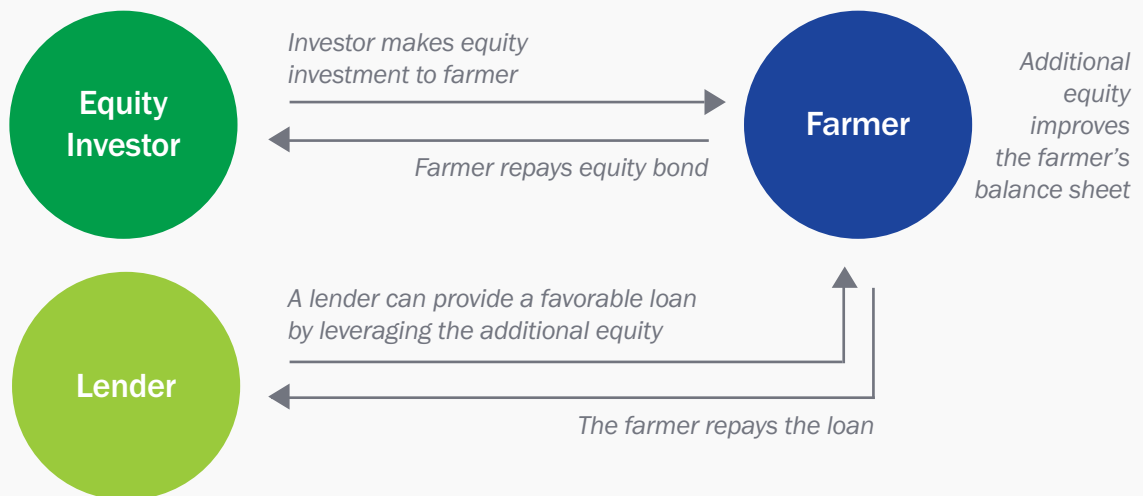 Equity
Investor
Investor makes equity
investment to farmer
Farmer repays equity bond
Farmer
Additional
equity
improves
the farmer's
balance sheet
Lender
A lender can provide a favorable loan
by leveraging the additional equity
The farmer repays the loan